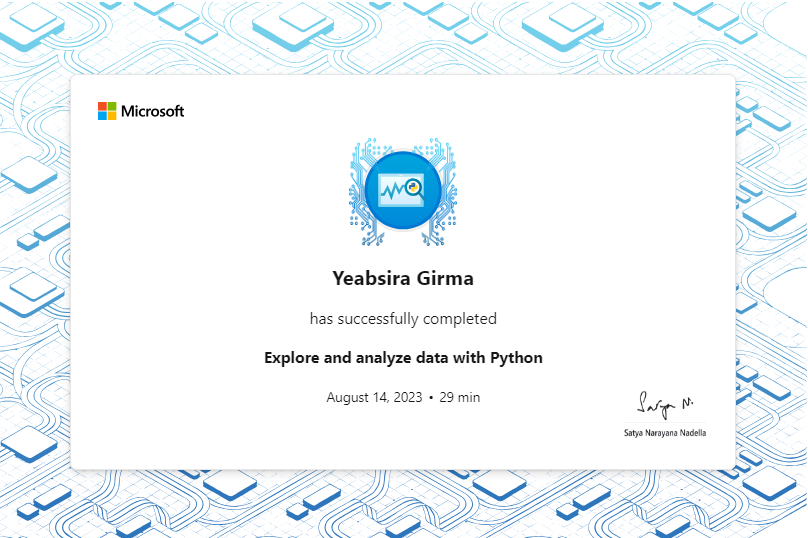 Microsoft
Yeabsira Girma
has successfully completed
Explore and analyze data with Python
August 14, 2023 • 29 min
Satya N.
Satya Narayana Nadella